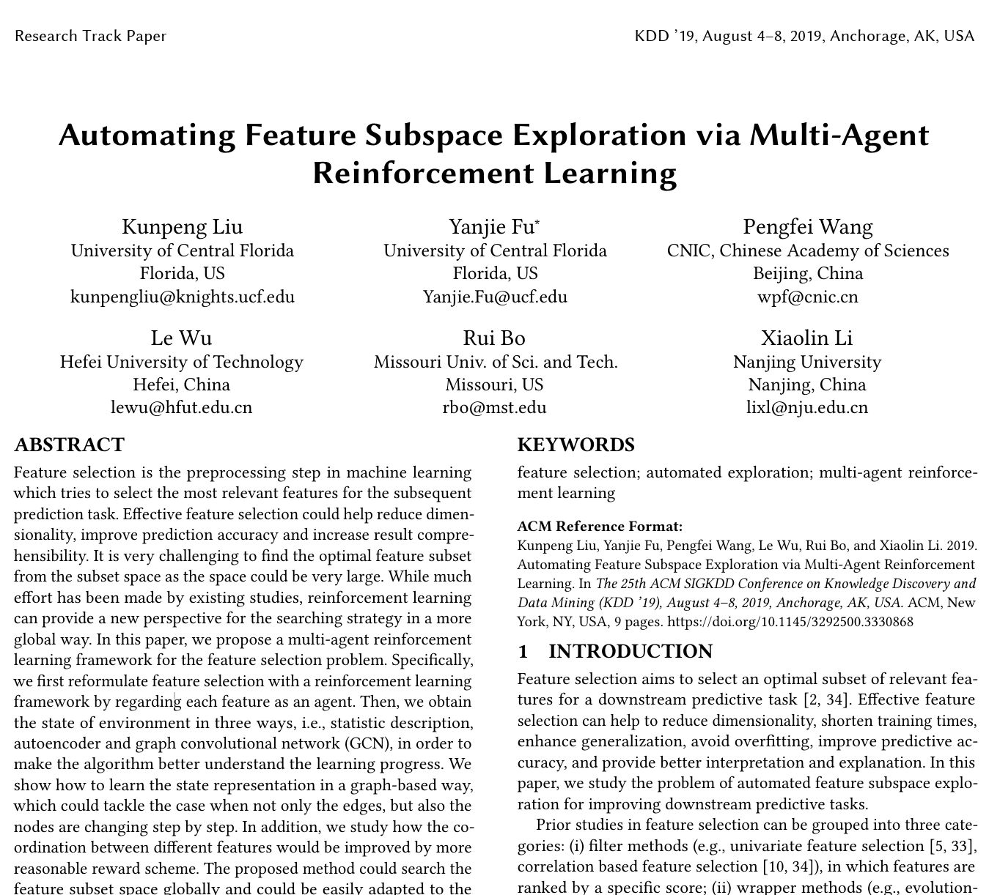 Research Track Paper
KDD ’19, August 4–8, 2019, Anchorage, AK, USA
Automating Feature Subspace Exploration via Multi-Agent
Reinforcement Learning
Kunpeng Liu
University of Central Florida
Florida, US
kunpengliu@knights.ucf.edu
Yanjie Fu*
University of Central Florida
Florida, US
Yanjie.Fu@ucf.edu
Pengfei Wang
CNIC, Chinese Academy of Sciences
Beijing, China
wpf@cnic.cn
Le Wu
Hefei University of Technology
Hefei, China
lewu@hfut.edu.cn
Rui Bo
Missouri Univ. of Sci. and Tech.
Missouri, US
rbo@mst.edu
Xiaolin Li
Nanjing University
Nanjing, China
lixl@nju.edu.cn
ABSTRACT
Feature selection is the preprocessing step in machine learning
which tries to select the most relevant features for the subsequent
prediction task. Effective feature selection could help reduce dimen-
sionality, improve prediction accuracy and increase result compre-
hensibility. It is very challenging to find the optimal feature subset
from the subset space as the space could be very large. While much
effort has been made by existing studies, reinforcement learning
can provide a new perspective for the searching strategy in a more
global way. In this paper, we propose a multi-agent reinforcement
learning framework for the feature selection problem. Specifically,
we first reformulate feature selection with a reinforcement learning
framework by regarding each feature as an agent. Then, we obtain
the state of environment in three ways, i.e., statistic description,
autoencoder and graph convolutional network (GCN), in order to
make the algorithm better understand the learning progress. We
show how to learn the state representation in a graph-based way,
which could tackle the case when not only the edges, but also the
nodes are changing step by step. In addition, we study how the co-
ordination between different features would be improved by more
reasonable reward scheme. The proposed method could search the
feature subset space globally and could be easily adapted to the
KEYWORDS
feature selection; automated exploration; multi-agent reinforce-
ment learning
ACM Reference Format:
Kunpeng Liu, Yanjie Fu, Pengfei Wang, Le Wu, Rui Bo, and Xiaolin Li. 2019.
Automating Feature Subspace Exploration via Multi-Agent Reinforcement
Learning. In The 25th ACM SIGKDD Conference on Knowledge Discovery and
Data Mining (KDD ’19), August 4–8, 2019, Anchorage, AK, USA. ACM, New
York, NY, USA, 9 pages. https://doi.org/10.1145/3292500.3330868
1 INTRODUCTION
Feature selection aims to select an optimal subset of relevant fea-
tures for a downstream predictive task [2, 34]. Effective feature
selection can help to reduce dimensionality, shorten training times,
enhance generalization, avoid overfitting, improve predictive ac-
curacy, and provide better interpretation and explanation. In this
paper, we study the problem of automated feature subspace explo-
ration for improving downstream predictive tasks.
Prior studies in feature selection can be grouped into three cate-
gories: (i) filter methods (e.g., univariate feature selection [5, 33],
correlation based feature selection [10, 34]), in which features are
ranked by a specific score; (ii) wrapper methods (e.g., evolution-